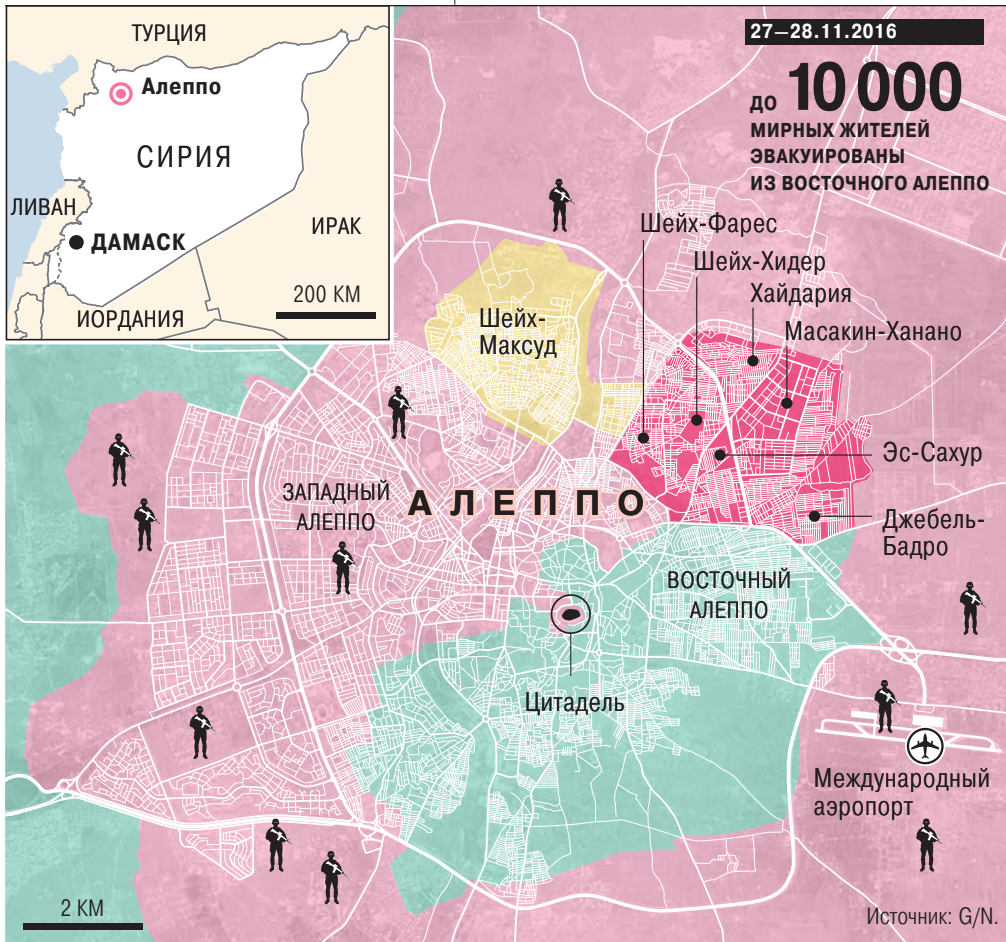 ТУРЦИЯ
Алеппо
СИРИЯ
ЛИВАН
ДАМАСК
ИРАК
ИОРДАНИЯ
200 КМ
27–28.11.2016
ДО 10 000
МИРНЫХ ЖИТЕЛЕЙ
ЭВАКУИРОВАНЫ
ИЗ ВОСТОЧНОГО АЛЕППО
Шейх-Фарес
Шейх-Хидер
Хайдария
Масакин-Ханано
Шейх-
Максуд
Эс-Сахур
ЗАПАДНЫЙ
АЛЕППО
АЛЕППО
Джебель-
Бадро
ВОСТОЧНЫЙ
АЛЕППО
Цитадель
Международный
аэропорт
2 КМ
Источник: G/N.